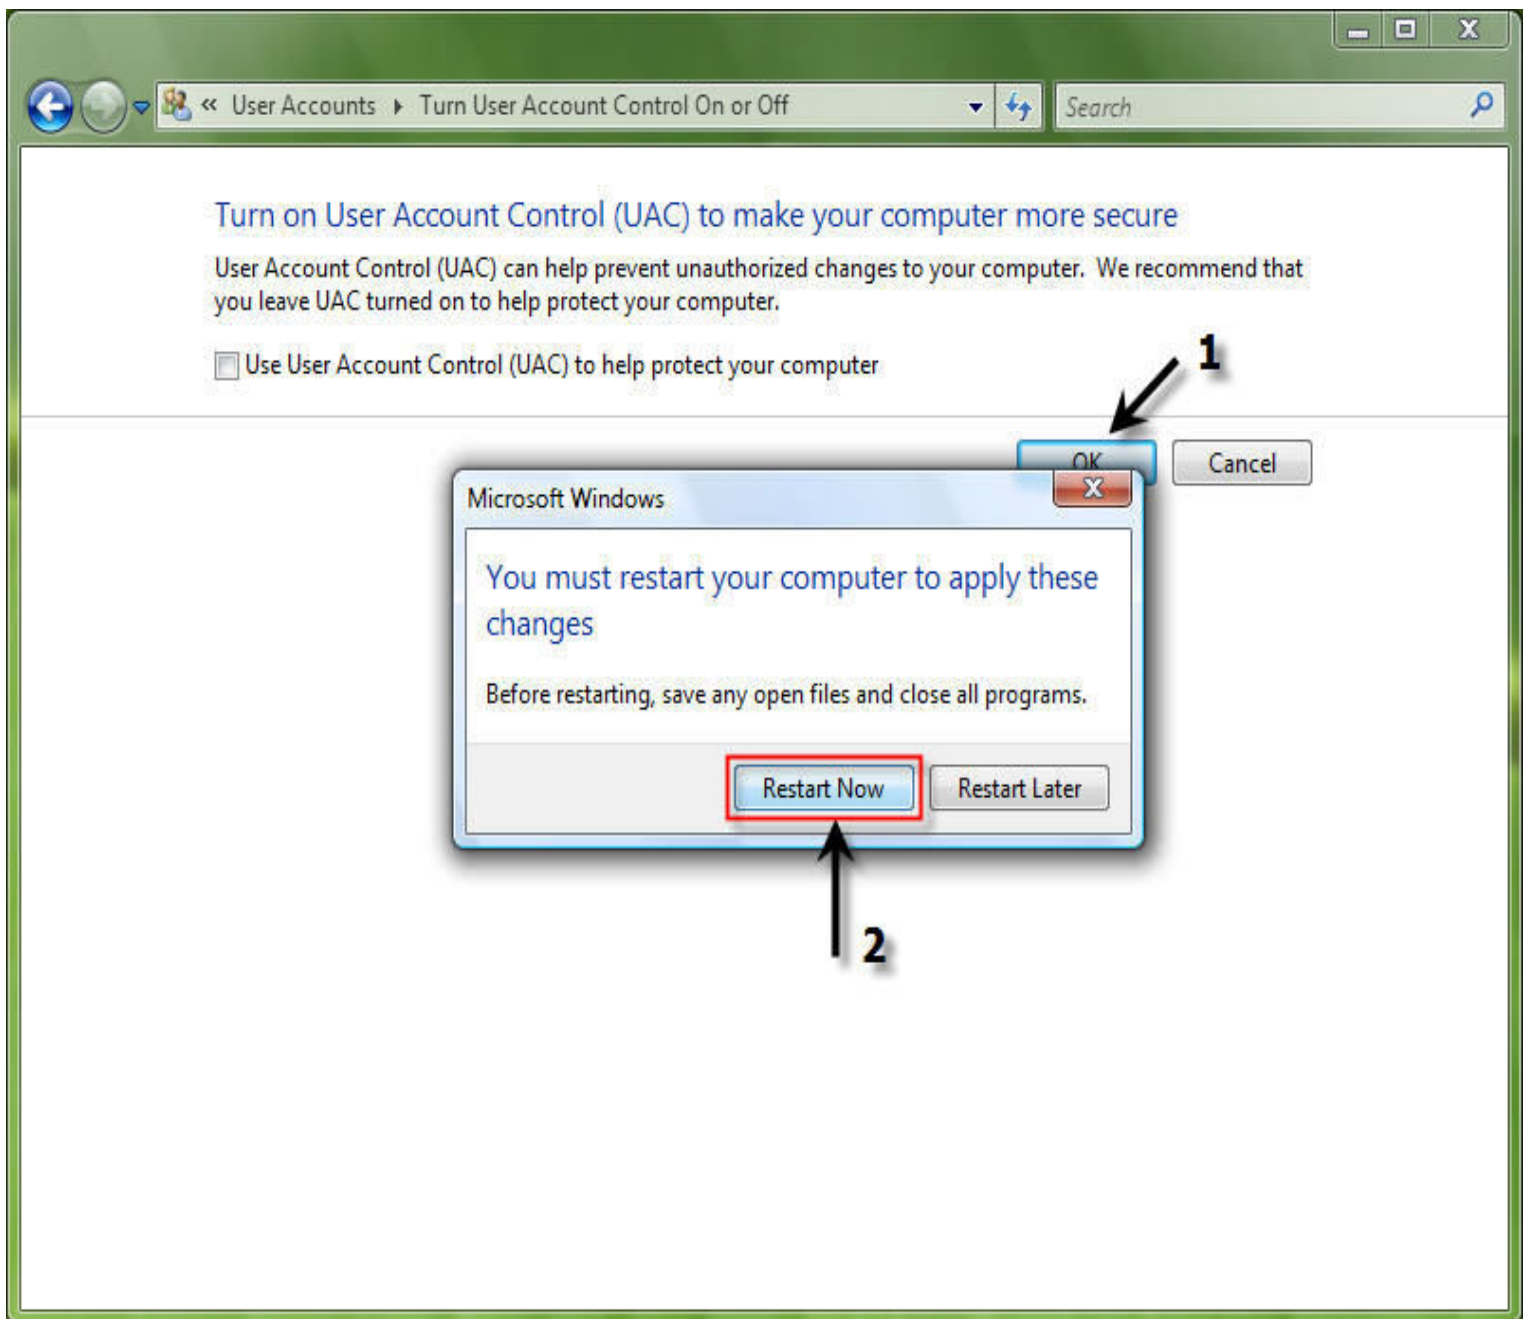 « User Accounts ▸ Turn User Account Control On or Off
Search
Turn on User Account Control (UAC) to make your computer more secure
User Account Control (UAC) can help prevent unauthorized changes to your computer. We recommend that
you leave UAC turned on to help protect your computer.
Use User Account Control (UAC) to help protect your computer
1
OK
Cancel
Microsoft Windows
You must restart your computer to apply these
changes
Before restarting, save any open files and close all programs.
Restart Now
Restart Later
2